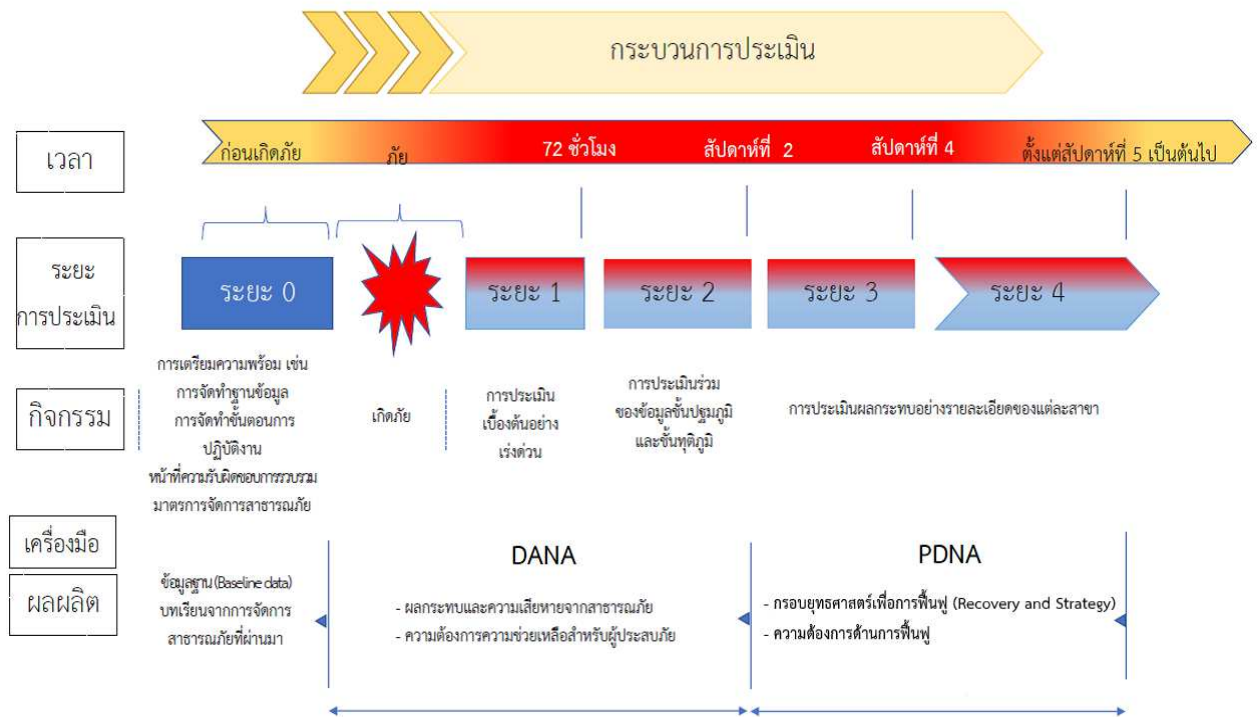 กระบวนการประเมิน
เวลา
ก่อนเกิดภัย
ภัย
72 ชั่วโมง
สัปดาห์ที่ 2
สัปดาห์ที่ 4
ตั้งแต่สัปดาห์ที่ 5 เป็นต้นไป
ระยะ
การประเมิน
ระยะ 0
ระยะ 1
ระยะ 2
ระยะ 3
ระยะ 4
กิจกรรม
การเตรียมความพร้อม เช่น
การจัดทำฐานข้อมูล
การจัดทำขั้นตอนการ
ปฏิบัติงาน
หน้าที่ความรับผิดชอบการรวบรวม
มาตรการจัดการสาธารณภัย
เกิดภัย
การประเมิน
เบื้องต้นอย่าง
เร่งด่วน
การประเมินร่วม
ของข้อมูลชั้นปฐมภูมิ
และชั้นทุติภูมิ
การประเมินผลกระทบอย่างรายละเอียดของแต่ละสาขา
เครื่องมือ
DANA
PDNA
ผลผลิต
ข้อมูลฐาน (Baseline data)
บทเรียนจากการจัดการ
สาธารณภัยที่ผ่านมา
- ผลกระทบและความเสียหายจากสาธารณภัย
- ความต้องการความช่วยเหลือสำหรับผู้ประสบภัย
- กรอบยุทธศาสตร์เพื่อการฟื้นฟู (Recovery and Strategy)
- ความต้องการด้านการฟื้นฟู